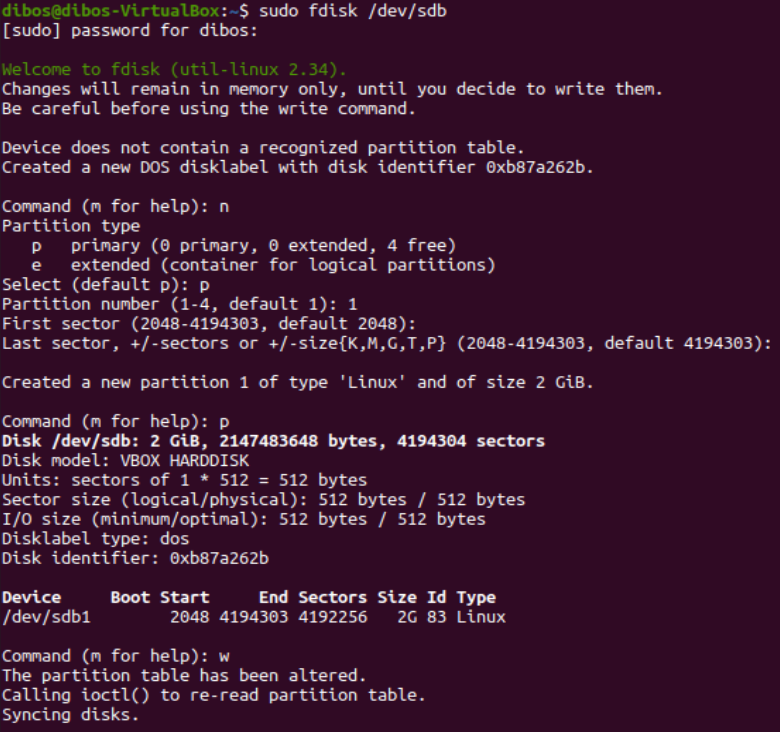 dibos@dibos-VirtualBox:~$ sudo fdisk /dev/sdb
[sudo] password for dibos:
Welcome to fdisk (util-linux 2.34).
Changes will remain in memory only, until you decide to write them.
Be careful before using the write command.
Device does not contain a recognized partition table.
Created a new DOS disklabel with disk identifier 0xb87a262b.
Command (m for help): n
Partition type
   p   primary (0 primary, 0 extended, 4 free)
   e   extended (container for logical partitions)
Select (default p): p
Partition number (1-4, default 1): 1
First sector (2048-4194303, default 2048):
Last sector, +/-sectors or +/-size{K,M,G,T,P} (2048-4194303, default 4194303):
Created a new partition 1 of type 'Linux' and of size 2 GiB.
Command (m for help): p
Disk /dev/sdb: 2 GiB, 2147483648 bytes, 4194304 sectors
Disk model: VBOX HARDDISK
Units: sectors of 1 * 512 = 512 bytes
Sector size (logical/physical): 512 bytes / 512 bytes
I/O size (minimum/optimal): 512 bytes / 512 bytes
Disklabel type: dos
Disk identifier: 0xb87a262b
Device     Boot Start     End Sectors Size Id Type
/dev/sdb1        2048 4194303 4192256   2G 83 Linux
Command (m for help): w
The partition table has been altered.
Calling ioctl() to re-read partition table.
Syncing disks.